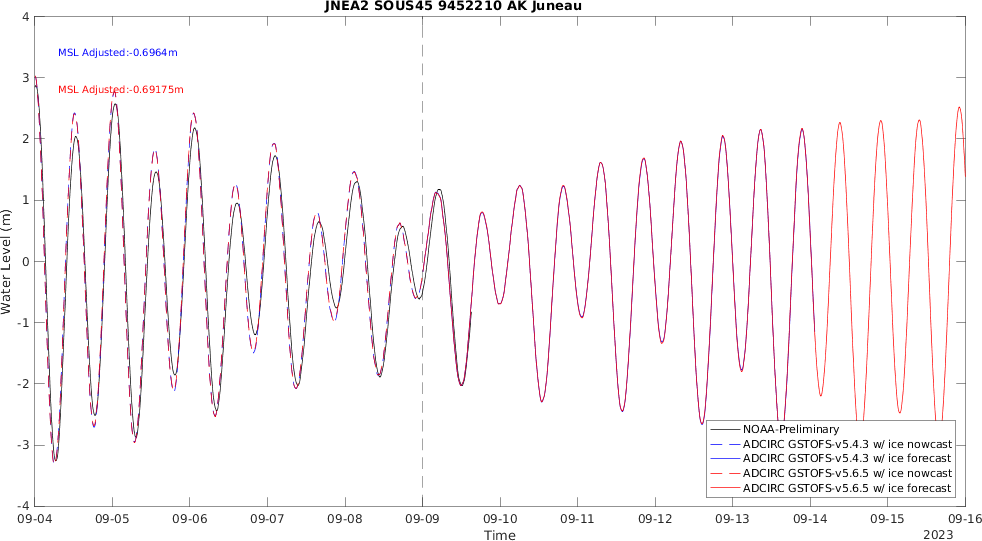 JNEA2 SOUS45 9452210 AK Juneau
MSL Adjusted:-0.6964m
MSL Adjusted:-0.69175m
Water Level (m)
4
3
2
1
0
-1
-2
-3
-4
NOAA-Preliminary
ADCIRC GSTOFS-v5.4.3 w/ ice nowcast
ADCIRC GSTOFS-v5.4.3 w/ ice forecast
ADCIRC GSTOFS-v5.6.5 w/ ice nowcast
ADCIRC GSTOFS-v5.6.5 w/ ice forecast
09-04 09-05 09-06 09-07 09-08 09-09 09-10 09-11 09-12 09-13 09-14 09-15 09-16
Time
2023